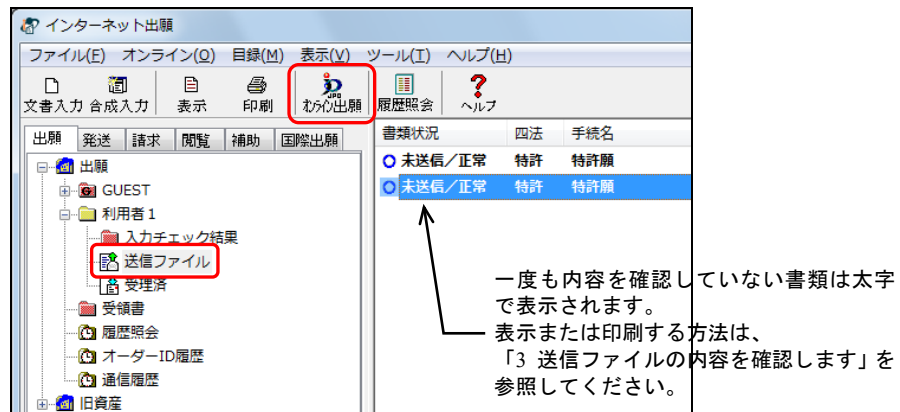 インターネット出願
ファイル(F) オンライン(O) 目録(M) 表示(V) ツール(T) ヘルプ(H)
文書入力 合成入力 表示 印刷 ｵﾝﾗｲﾝ出願 履歴照会 ヘルプ
出願 発送 請求 閲覧 補助 国際出願
書類状況 四法 手続名
出願
GUEST
利用者1
入力チェック結果
送信ファイル
受理済
受領書
履歴照会
オーダーID履歴
通信履歴
旧資産
未送信／正常 特許 特許願
未送信／正常 特許 特許願
一度も内容を確認していない書類は太字
で表示されます。
表示または印刷する方法は、
「3 送信ファイルの内容を確認します」を
参照してください。